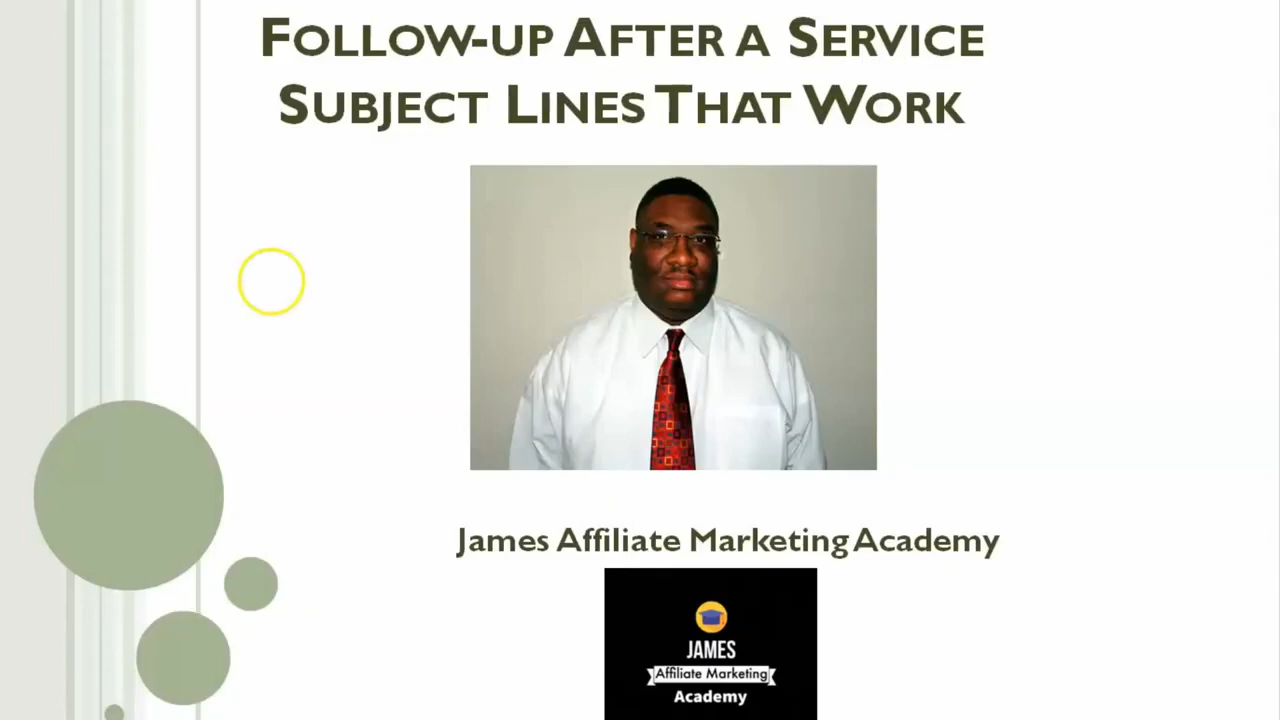 Follow-up After a Service
Subject Lines That Work
James Affiliate Marketing Academy
JAMES
Affiliate Marketing
Academy